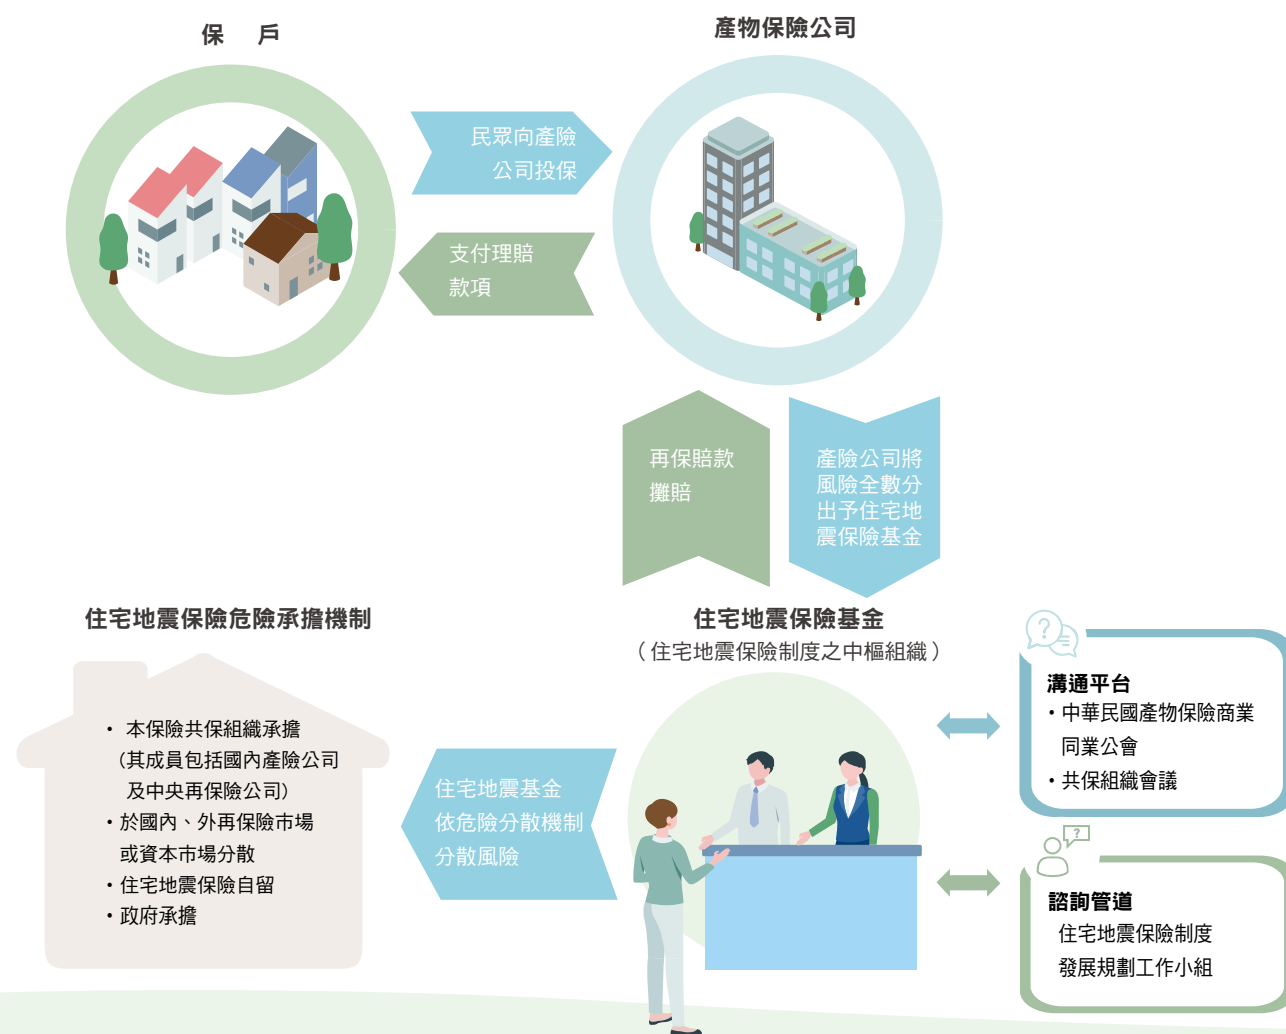 保　戶
產物保險公司
民眾向產險
公司投保
支付理賠
款項
再保賠款
攤賠
產險公司將
風險全數分
出予住宅地
震保險基金
住宅地震保險危險承擔機制
・ 本保險共保組織承擔
（其成員包括國內產險公司
及中央再保險公司）
・於國內、外再保險市場
或資本市場分散
・住宅地震保險自留
・政府承擔
住宅地震基金
依危險分散機制
分散風險
住宅地震保險基金
（住宅地震保險制度之中樞組織）
?
溝通平台
・中華民國產物保險商業
同業公會
・共保組織會議
?
諮詢管道
住宅地震保險制度
發展規劃工作小組